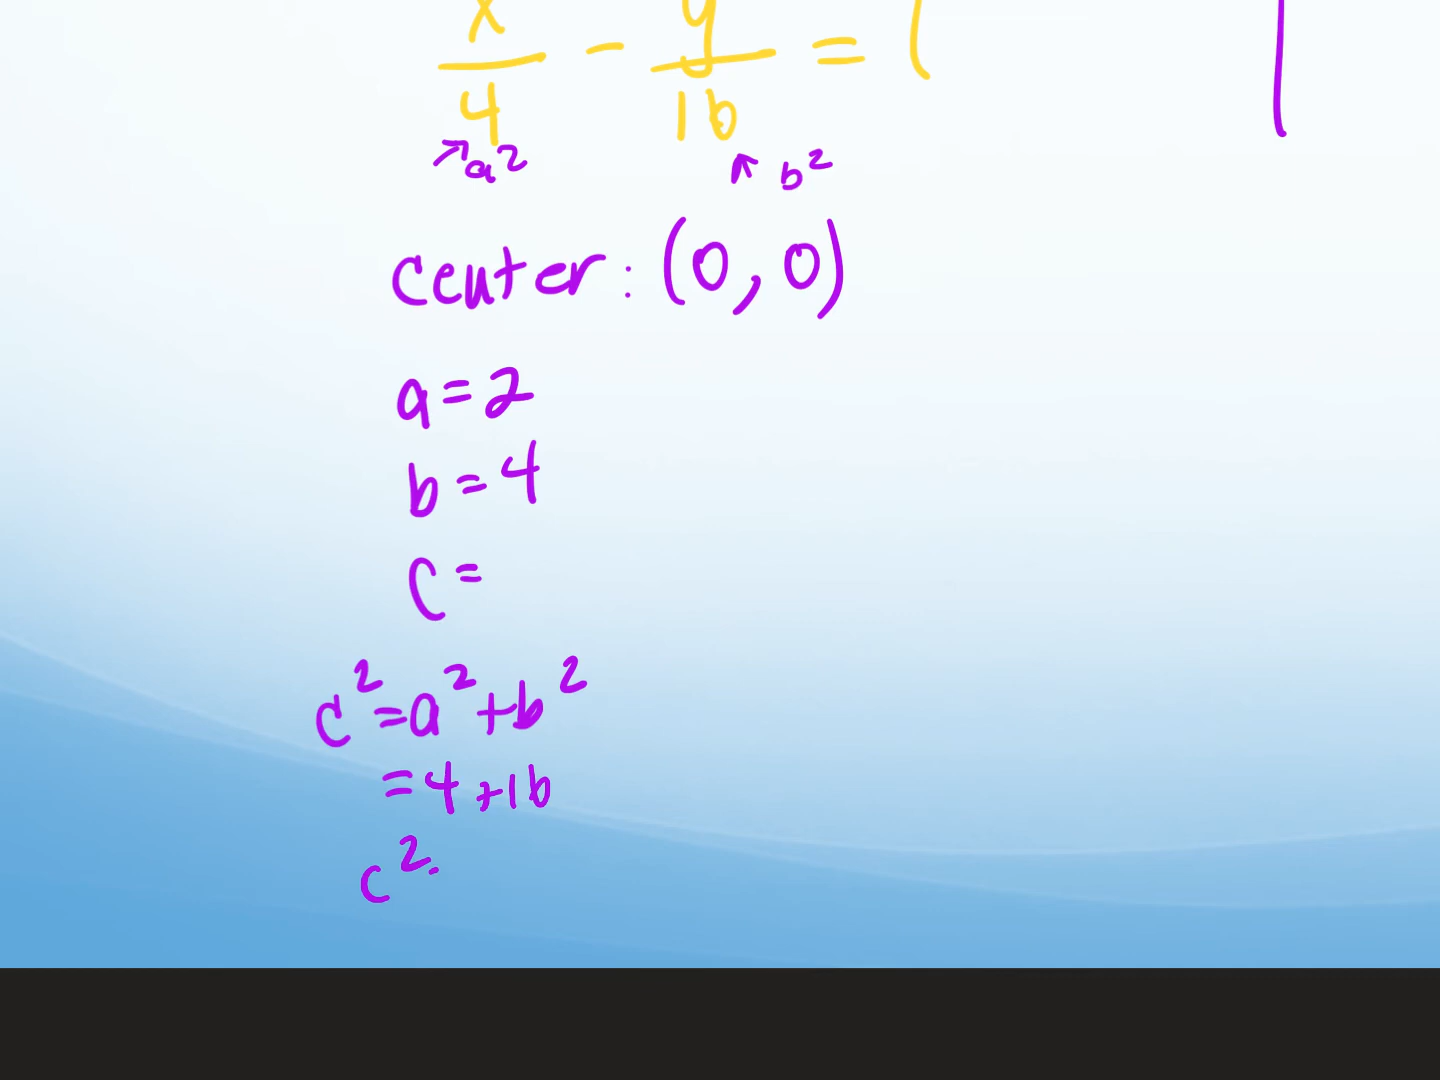 x/4 - y/16 = 1
a² b²
center: (0, 0)
a = 2
b = 4
c =
c² = a² + b²
= 4 + 16
c²